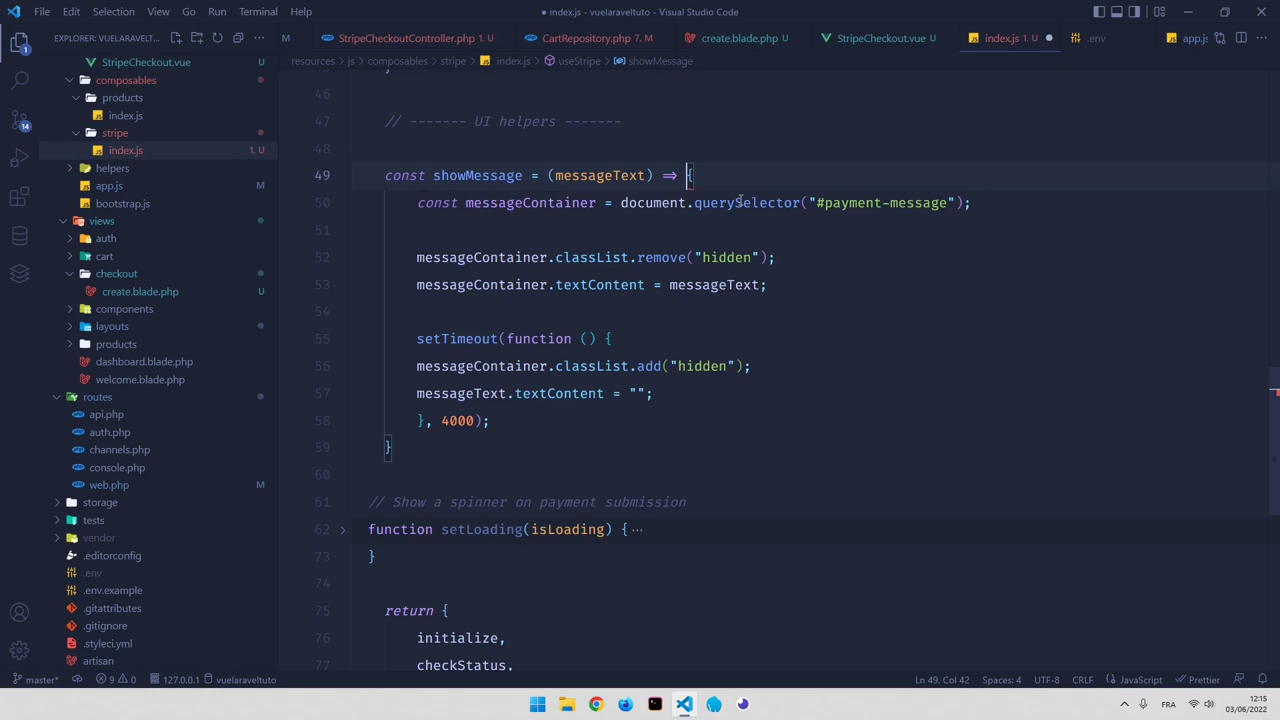 File Edit Selection View Go Run Terminal Help
● index.js - vuelaraveltuto - Visual Studio Code
EXPLORER: VUELARAVELT...
M
StripeCheckoutController.php 1, U
CartRepository.php 7, M
create.blade.php U
StripeCheckout.vue U
index.js 1, U ●
.env
app.js
resources > js > composables > stripe > index.js > useStripe > showMessage
1
14
StripeCheckout.vue U
composables
products
index.js
stripe
index.js 1, U
helpers
app.js M
bootstrap.js
views
auth
cart
checkout
create.blade.php U
components
layouts
products
dashboard.blade.php
welcome.blade.php
routes
api.php
auth.php
channels.php
console.php
web.php M
storage
tests
vendor
.editorconfig
.env
.env.example
.gitattributes
.gitignore
.styleci.yml
artisan
45 }
46
47 // ------- UI helpers -------
48
49 const showMessage = (messageText) => {
50 const messageContainer = document.querySelector("#payment-message");
51
52 messageContainer.classList.remove("hidden");
53 messageContainer.textContent = messageText;
54
55 setTimeout(function () {
56 messageContainer.classList.add("hidden");
57 messageText.textContent = "";
58 }, 4000);
59 }
60
61 // Show a spinner on payment submission
62 function setLoading(isLoading) { ···
73 }
74
75 return {
76 initialize,
77 checkStatus,
master* 9 0 127.0.0.1 vuelaraveltuto
Ln 49, Col 42 Spaces: 4 UTF-8 CRLF JavaScript Prettier
FRA
12:15
03/06/2022